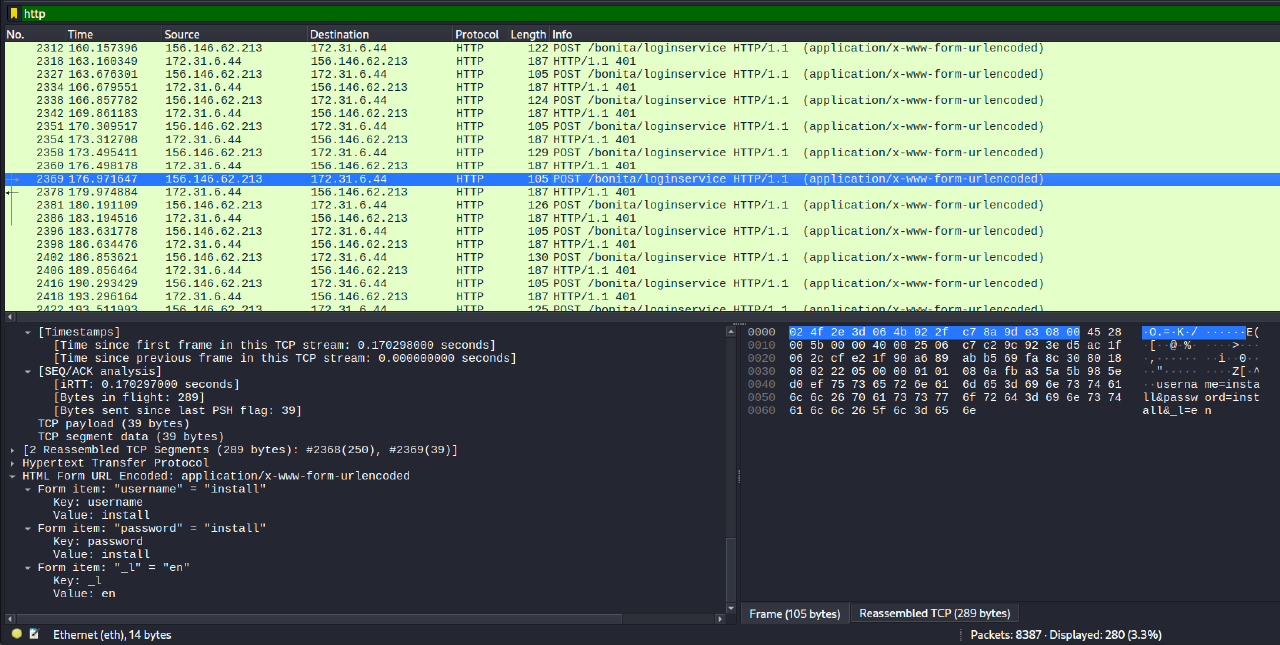 http
No. Time Source Destination Protocol Length Info
2312 160.157396 156.146.62.213 172.31.6.44 HTTP 122 POST /bonita/loginservice HTTP/1.1 (application/x-www-form-urlencoded)
2318 163.160349 172.31.6.44 156.146.62.213 HTTP 187 HTTP/1.1 401
2327 163.676301 156.146.62.213 172.31.6.44 HTTP 105 POST /bonita/loginservice HTTP/1.1 (application/x-www-form-urlencoded)
2334 166.679551 172.31.6.44 156.146.62.213 HTTP 187 HTTP/1.1 401
2338 166.857782 156.146.62.213 172.31.6.44 HTTP 124 POST /bonita/loginservice HTTP/1.1 (application/x-www-form-urlencoded)
2342 169.861183 172.31.6.44 156.146.62.213 HTTP 187 HTTP/1.1 401
2351 170.309517 156.146.62.213 172.31.6.44 HTTP 105 POST /bonita/loginservice HTTP/1.1 (application/x-www-form-urlencoded)
2354 173.312708 172.31.6.44 156.146.62.213 HTTP 187 HTTP/1.1 401
2358 173.495411 156.146.62.213 172.31.6.44 HTTP 129 POST /bonita/loginservice HTTP/1.1 (application/x-www-form-urlencoded)
2360 176.498177 172.31.6.44 156.146.62.213 HTTP 187 HTTP/1.1 401
2369 176.971647 156.146.62.213 172.31.6.44 HTTP 105 POST /bonita/loginservice HTTP/1.1 (application/x-www-form-urlencoded)
2378 179.974884 172.31.6.44 156.146.62.213 HTTP 187 HTTP/1.1 401
2381 180.191109 156.146.62.213 172.31.6.44 HTTP 126 POST /bonita/loginservice HTTP/1.1 (application/x-www-form-urlencoded)
2386 183.194516 172.31.6.44 156.146.62.213 HTTP 187 HTTP/1.1 401
2396 183.631778 156.146.62.213 172.31.6.44 HTTP 105 POST /bonita/loginservice HTTP/1.1 (application/x-www-form-urlencoded)
2398 186.634476 172.31.6.44 156.146.62.213 HTTP 187 HTTP/1.1 401
2402 186.853621 156.146.62.213 172.31.6.44 HTTP 130 POST /bonita/loginservice HTTP/1.1 (application/x-www-form-urlencoded)
2406 189.856464 172.31.6.44 156.146.62.213 HTTP 187 HTTP/1.1 401
2416 190.293429 156.146.62.213 172.31.6.44 HTTP 105 POST /bonita/loginservice HTTP/1.1 (application/x-www-form-urlencoded)
2418 193.296164 172.31.6.44 156.146.62.213 HTTP 187 HTTP/1.1 401
2422 193.511993 156.146.62.213 172.31.6.44 HTTP 125 POST /bonita/loginservice HTTP/1.1 (application/x-www-form-urlencoded)
[Timestamps]
[Time since first frame in this TCP stream: 0.170298000 seconds]
[Time since previous frame in this TCP stream: 0.000000000 seconds]
[SEQ/ACK analysis]
[iRTT: 0.170297000 seconds]
[Bytes in flight: 289]
[Bytes sent since last PSH flag: 39]
TCP payload (39 bytes)
TCP segment data (39 bytes)
[2 Reassembled TCP Segments (289 bytes): #2368(250), #2369(39)]
Hypertext Transfer Protocol
HTML Form URL Encoded: application/x-www-form-urlencoded
Form item: "username" = "install"
Key: username
Value: install
Form item: "password" = "install"
Key: password
Value: install
Form item: "_l" = "en"
Key: _l
Value: en
0000 02 4f 2e 3d 06 4b 02 2f c7 8a 9d e3 08 00 45 28 ·O.=·K·/ ······E(
0010 00 5b 00 00 40 00 25 06 c7 c2 9c 92 3e d5 ac 1f ·[··@·%· ····>···
0020 06 2c cf e2 1f 90 a6 89 ab b5 69 fa 8c 30 80 18 ·,······ ··i··0··
0030 08 02 22 05 00 00 01 01 08 0a fb a3 5a 5b 98 5e ··"····· ····Z[·^
0040 d0 ef 75 73 65 72 6e 61 6d 65 3d 69 6e 73 74 61 ··userna me=insta
0050 6c 6c 26 70 61 73 73 77 6f 72 64 3d 69 6e 73 74 ll&passw ord=inst
0060 61 6c 6c 26 5f 6c 3d 65 6e all&_l=e n
Frame (105 bytes) Reassembled TCP (289 bytes)
Ethernet (eth), 14 bytes Packets: 8387 · Displayed: 280 (3.3%)